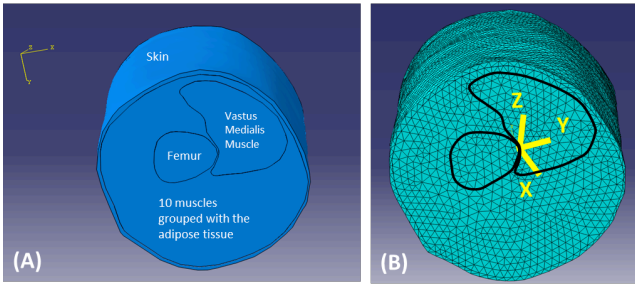 Z X
Y
Skin
Vastus
Medialis
Muscle
Femur
10 muscles
grouped with the
adipose tissue
(A)
Z
Y
X
(B)